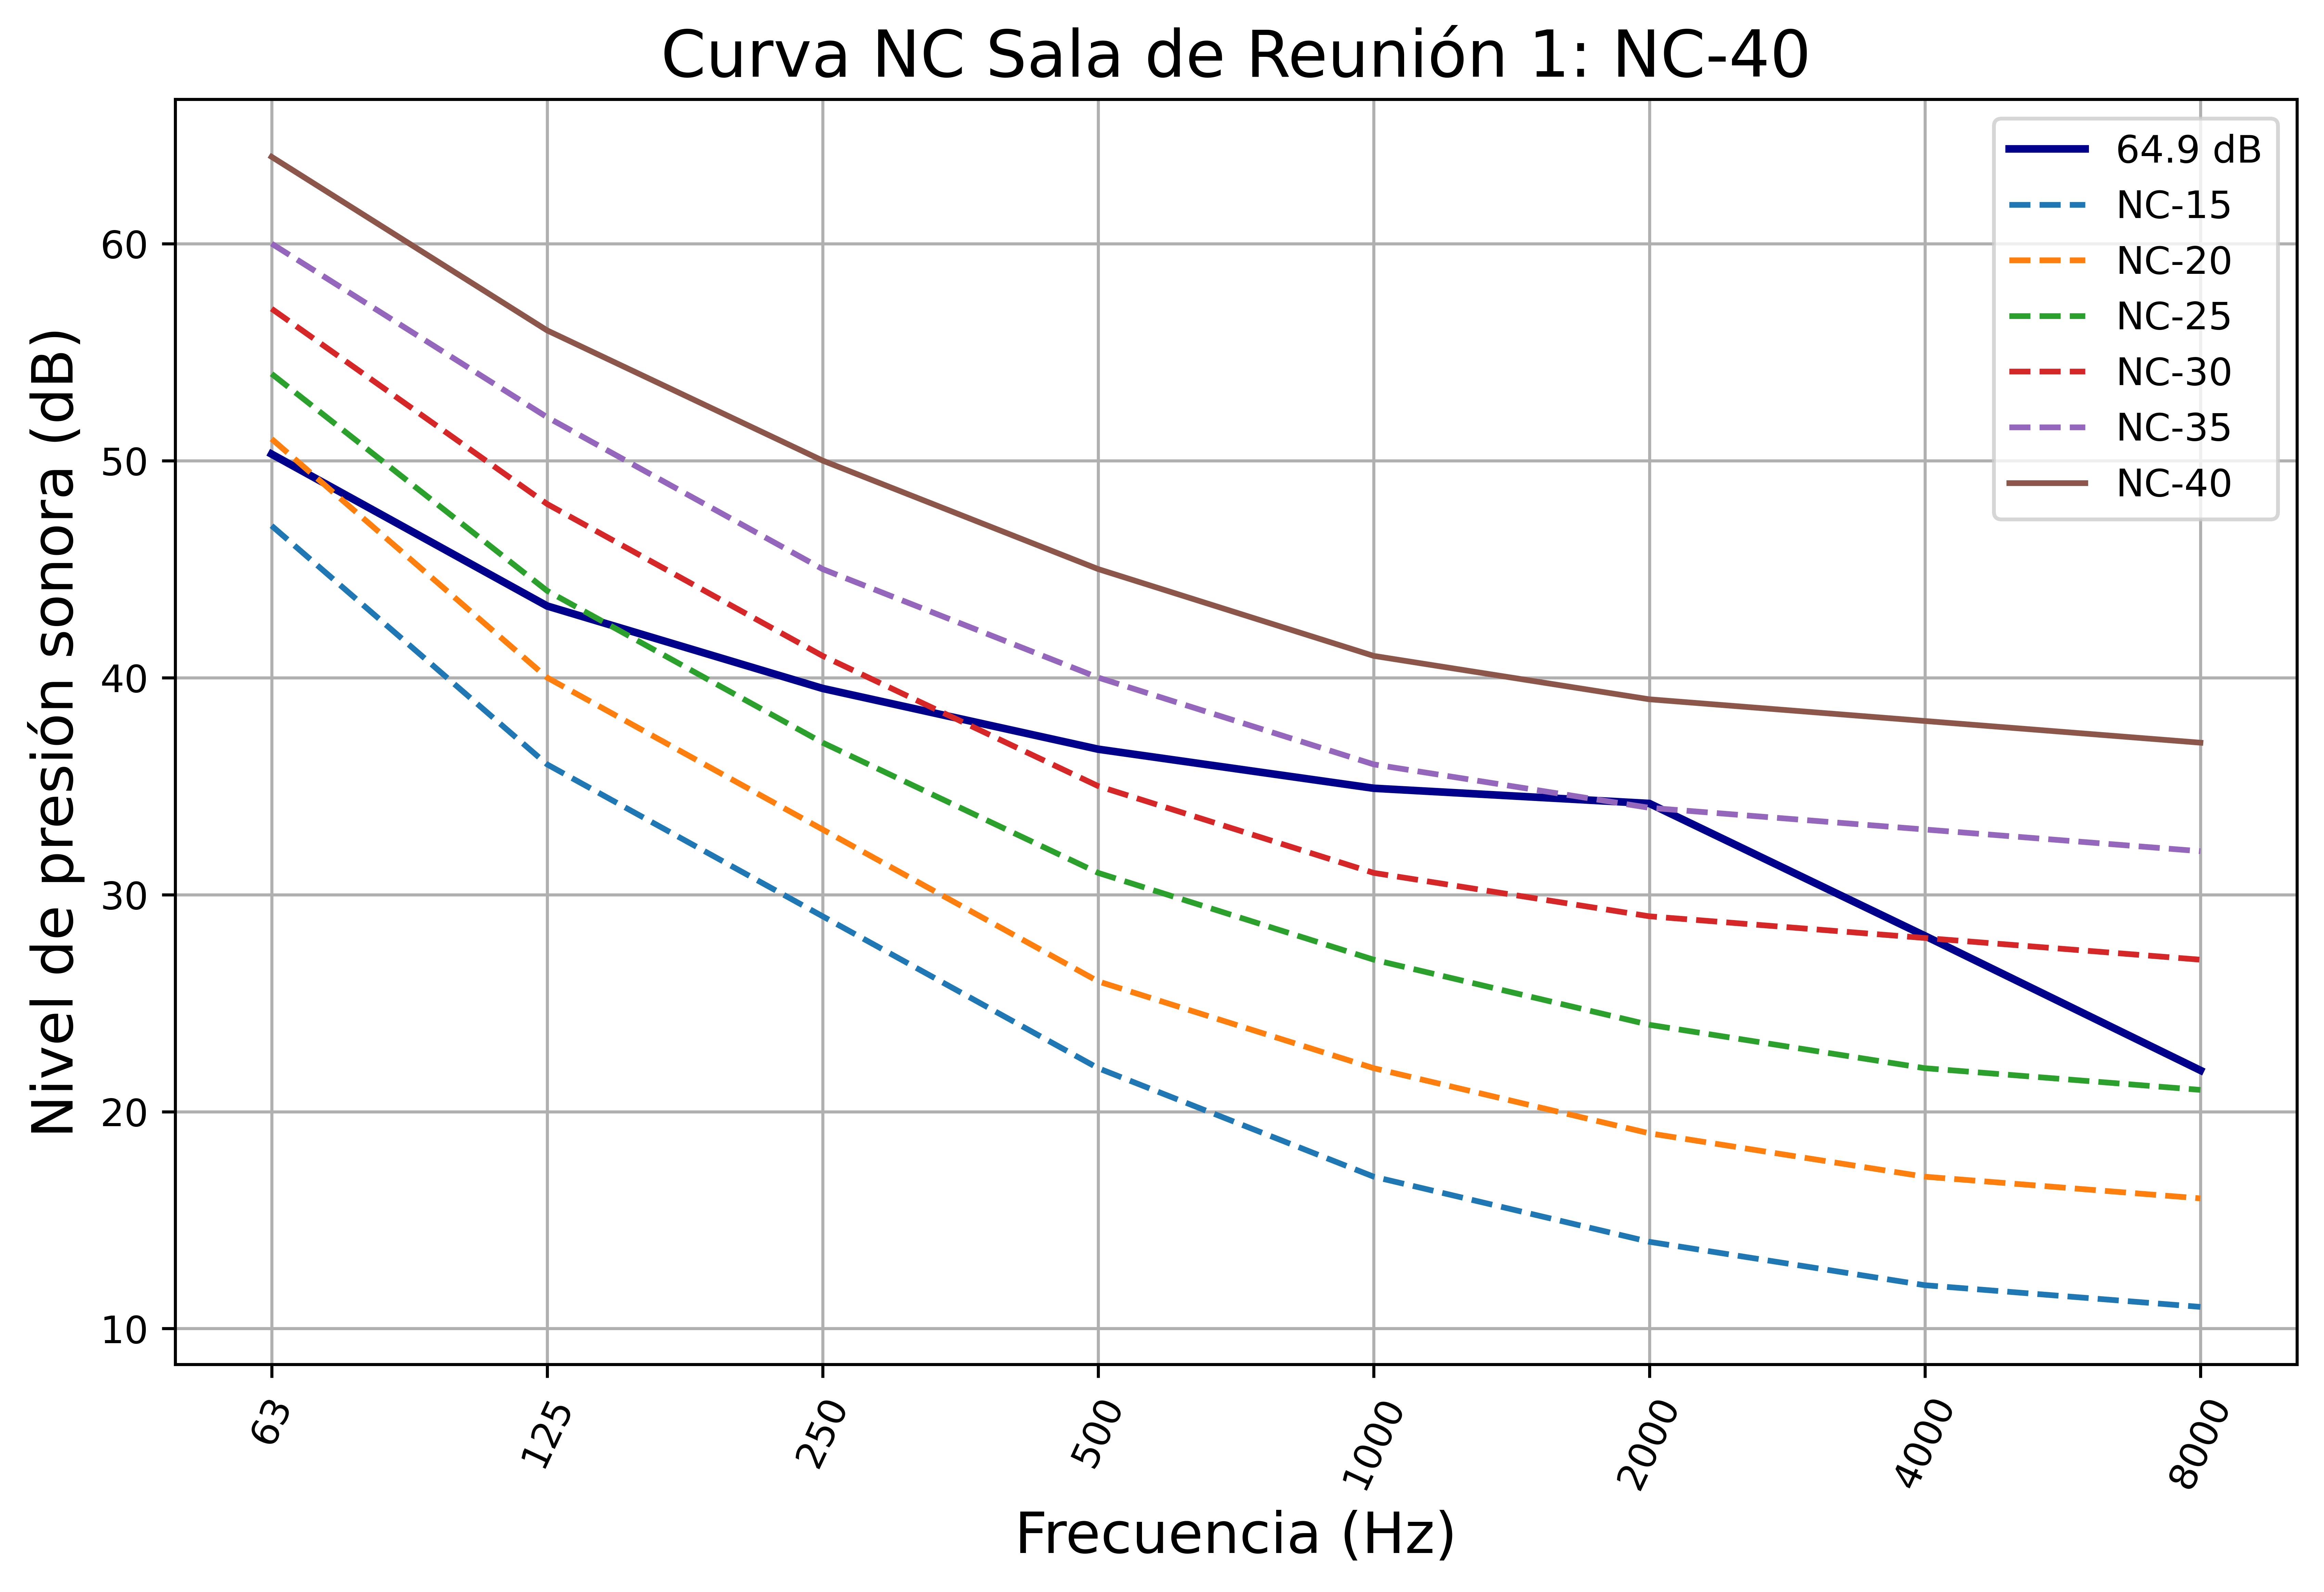 Curva NC Sala de Reunión 1: NC-40
64.9 dB
NC-15
NC-20
NC-25
NC-30
NC-35
NC-40
Nivel de presión sonora (dB)
60
50
40
30
20
10
63
125
250
500
1000
2000
4000
8000
Frecuencia (Hz)